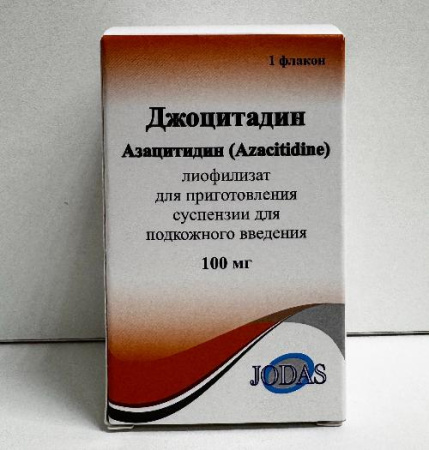 1 флакон
Джоцитадин
Азацитидин (Azacitidine)
лиофилизат
для приготовления
суспензии для
подкожного введения
100 мг
JODAS